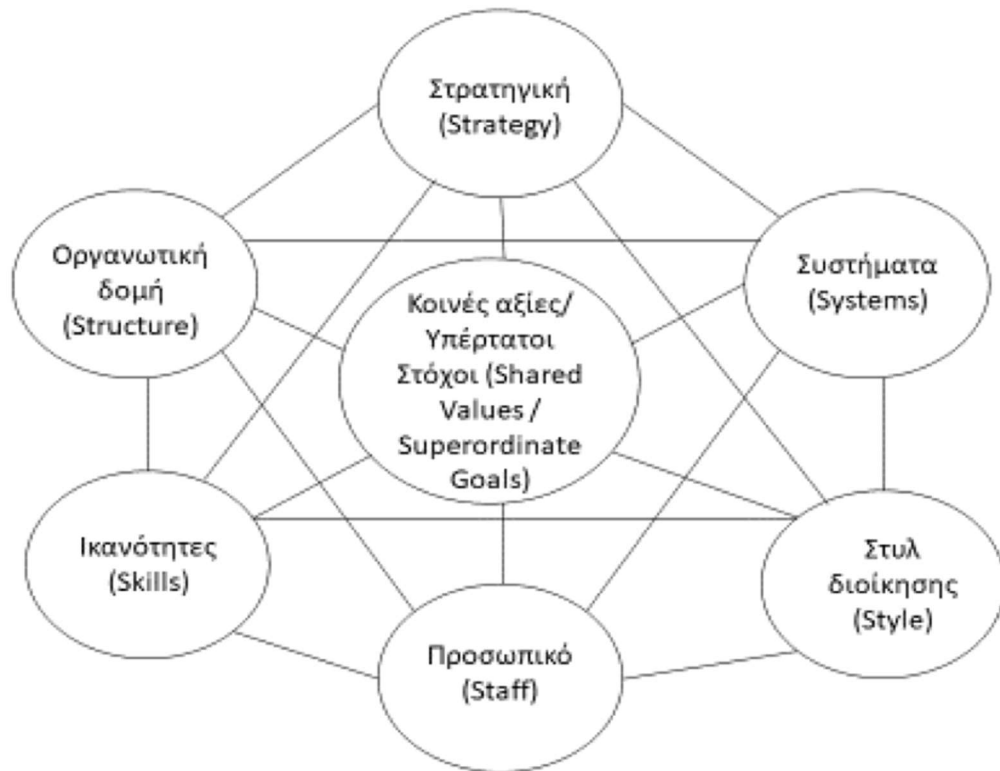 Στρατηγική
(Strategy)
Οργανωτική
δομή
(Structure)
Συστήματα
(Systems)
Κοινές αξίες/
Υπέρτατοι
Στόχοι (Shared
Values /
Superordinate
Goals)
Ικανότητες
(Skills)
Στυλ
διοίκησης
(Style)
Προσωπικό
(Staff)